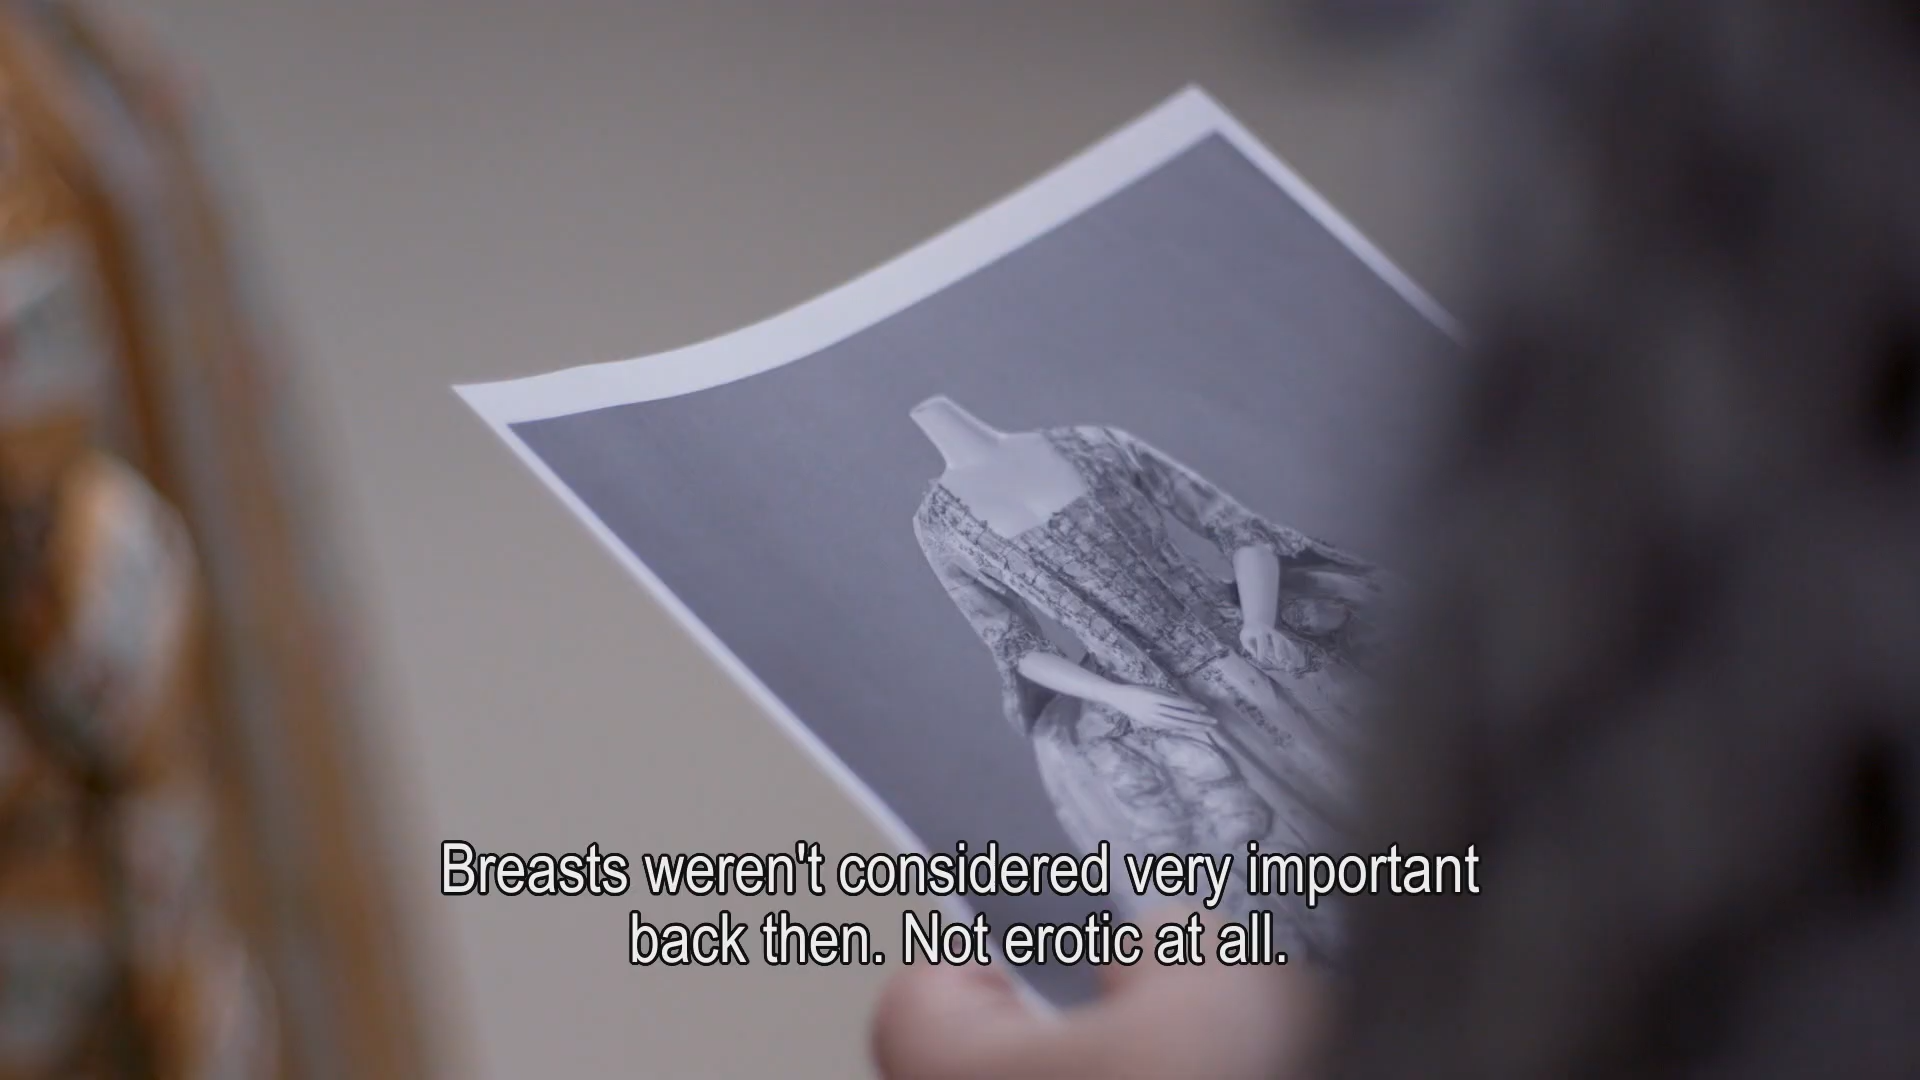 Breasts weren't considered very important
back then. Not erotic at all.